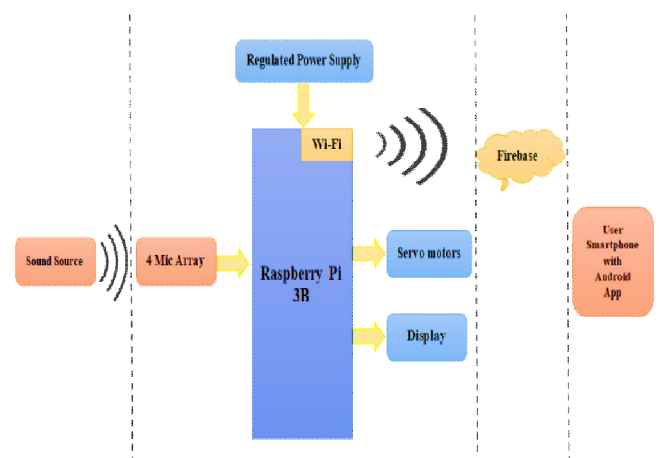 Regulated Power Supply
Wi-Fi
Firebase
Sound Source
4 Mic Array
Raspberry Pi
3B
Servo motors
Display
User
Smartphone
with
Android
App